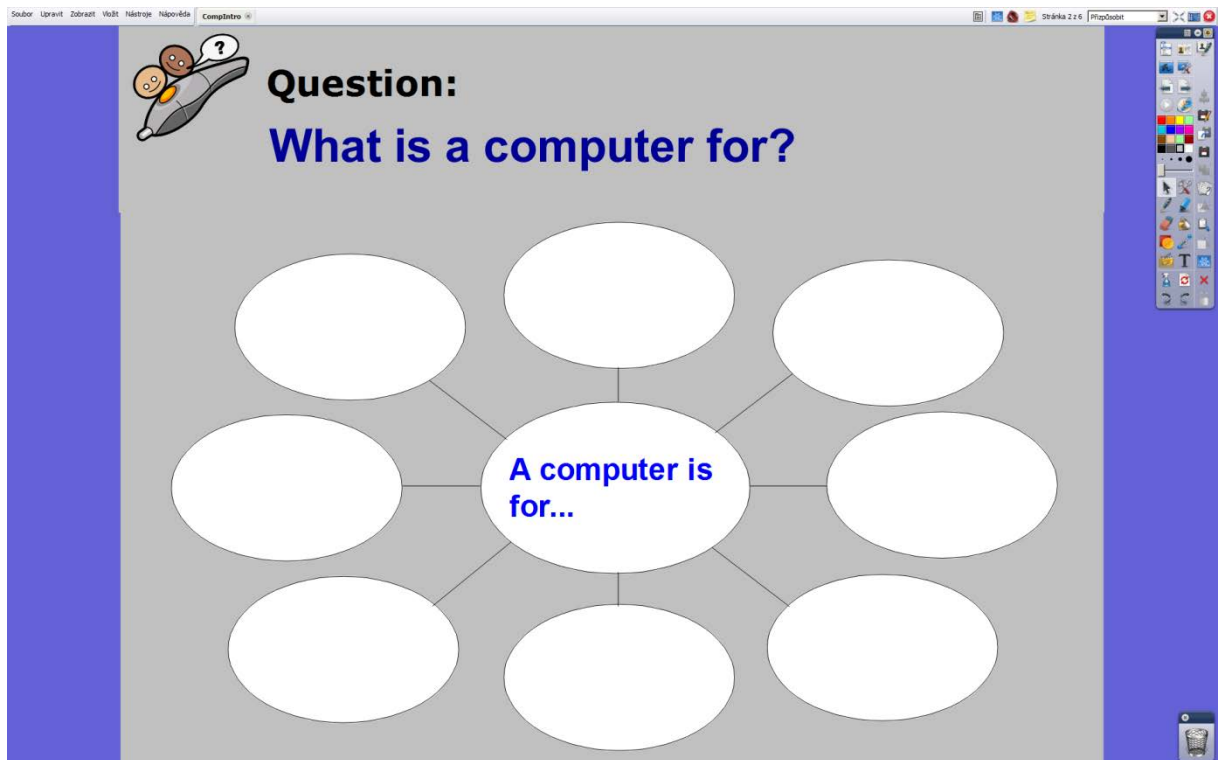 Soubor Upravit Zobrazit Vložit Nástroje Nápověda CompIntro Stránka 2 z 6 Přizpůsobit
?
Question:
What is a computer for?
A computer is
for...
T